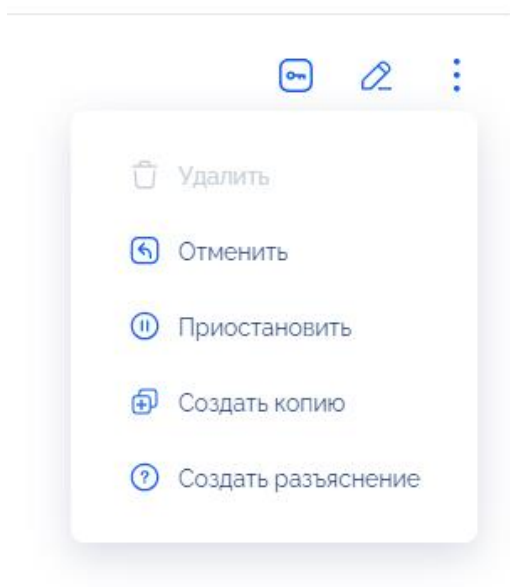 Удалить
Отменить
Приостановить
Создать копию
Создать разъяснение